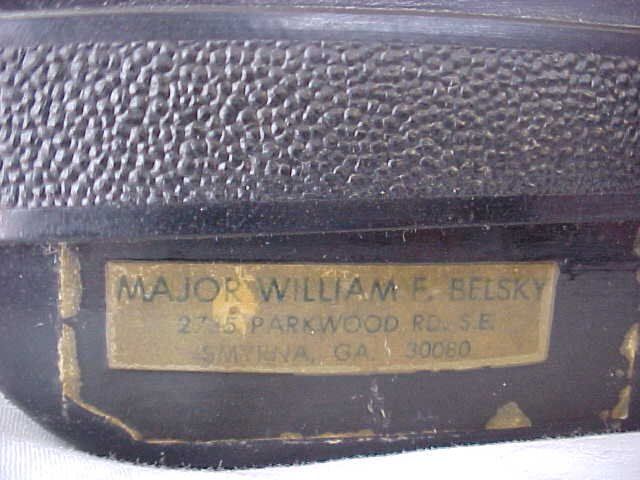 MAJOR WILLIAM F. BELSKY
PARKWOOD RD. S.E.
SMYRNA, GA. 30080